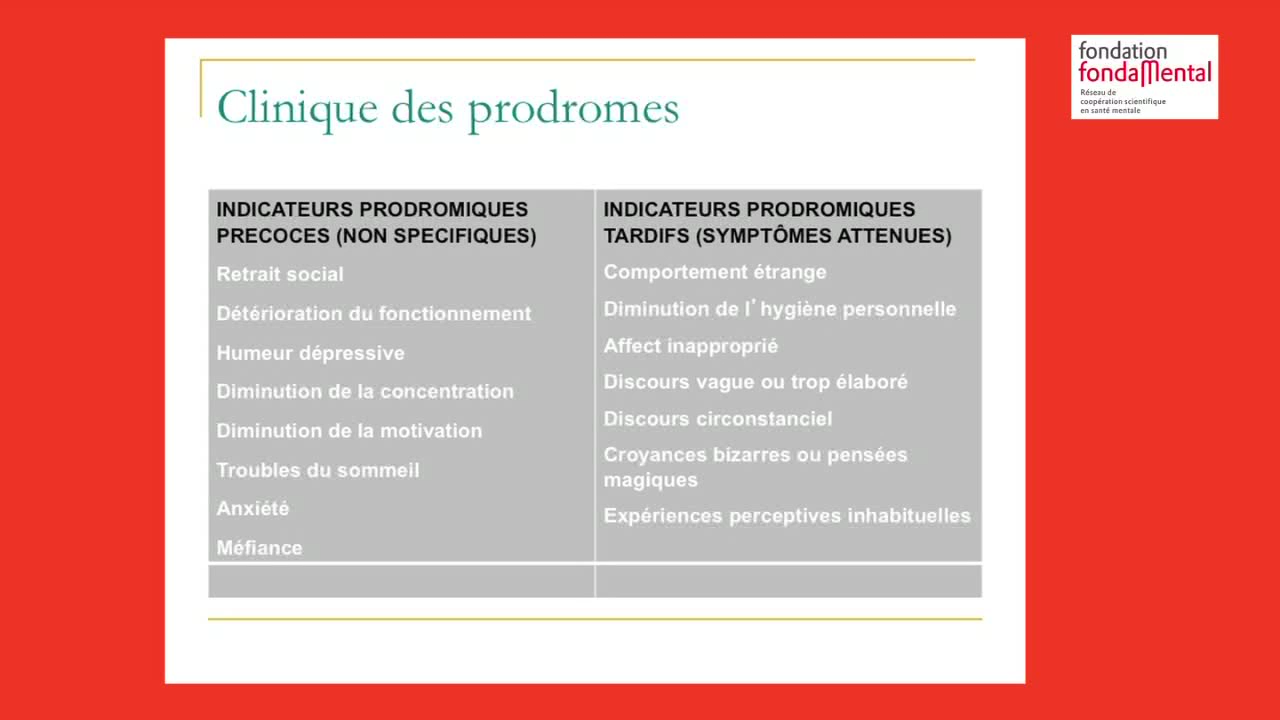 Clinique des prodromes
INDICATEURS PRODROMIQUES
PRECOCES (NON SPECIFIQUES)
Retrait social
Détérioration du fonctionnement
Humeur dépressive
Diminution de la concentration
Diminution de la motivation
Troubles du sommeil
Anxiété
Méfiance
INDICATEURS PRODROMIQUES
TARDIFS (SYMPTÔMES ATTENUES)
Comportement étrange
Diminution de l’ hygiène personnelle
Affect inapproprié
Discours vague ou trop élaboré
Discours circonstanciel
Croyances bizarres ou pensées
magiques
Expériences perceptives inhabituelles
fondation
fondaMental
Réseau de
coopération scientifique
en santé mentale